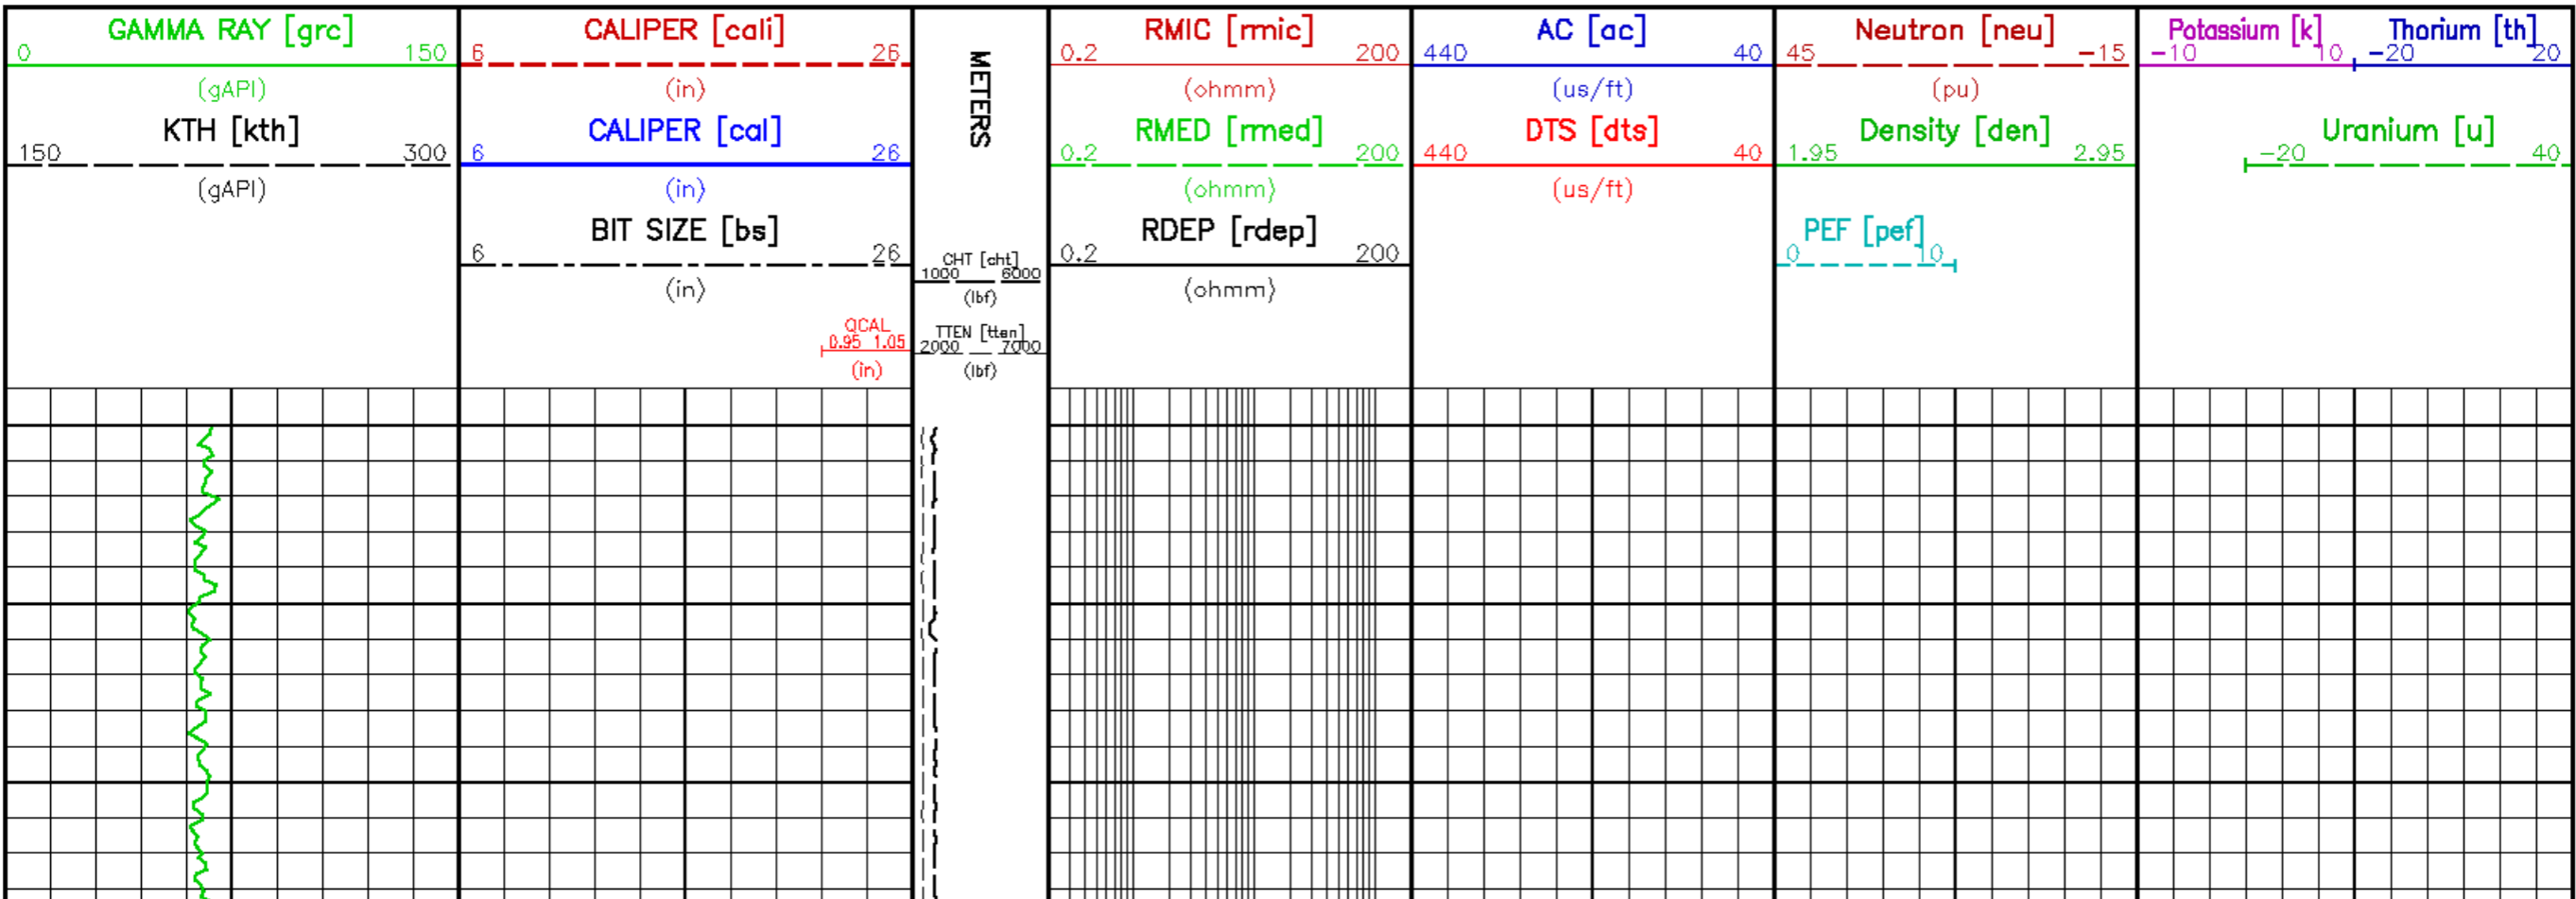 GAMMA RAY [grc]
0 150
(gAPI)
KTH [kth]
150 300
(gAPI)
CALIPER [cali]
6 26
(in)
CALIPER [cal]
6 26
(in)
BIT SIZE [bs]
6 26
(in)
QCAL
0.95 1.05
(in)
METERS
CHT [cht]
1000 6000
(lbf)
TTEN [tten]
2000 7000
(lbf)
RMIC [rmic]
0.2 200
(ohmm)
RMED [rmed]
0.2 200
(ohmm)
RDEP [rdep]
0.2 200
(ohmm)
AC [ac]
440 40
(us/ft)
DTS [dts]
440 40
(us/ft)
Neutron [neu]
45 -15
(pu)
Density [den]
1.95 2.95
PEF [pef]
0 10
Potassium [k]
-10 10
Thorium [th]
-20 20
Uranium [u]
-20 40